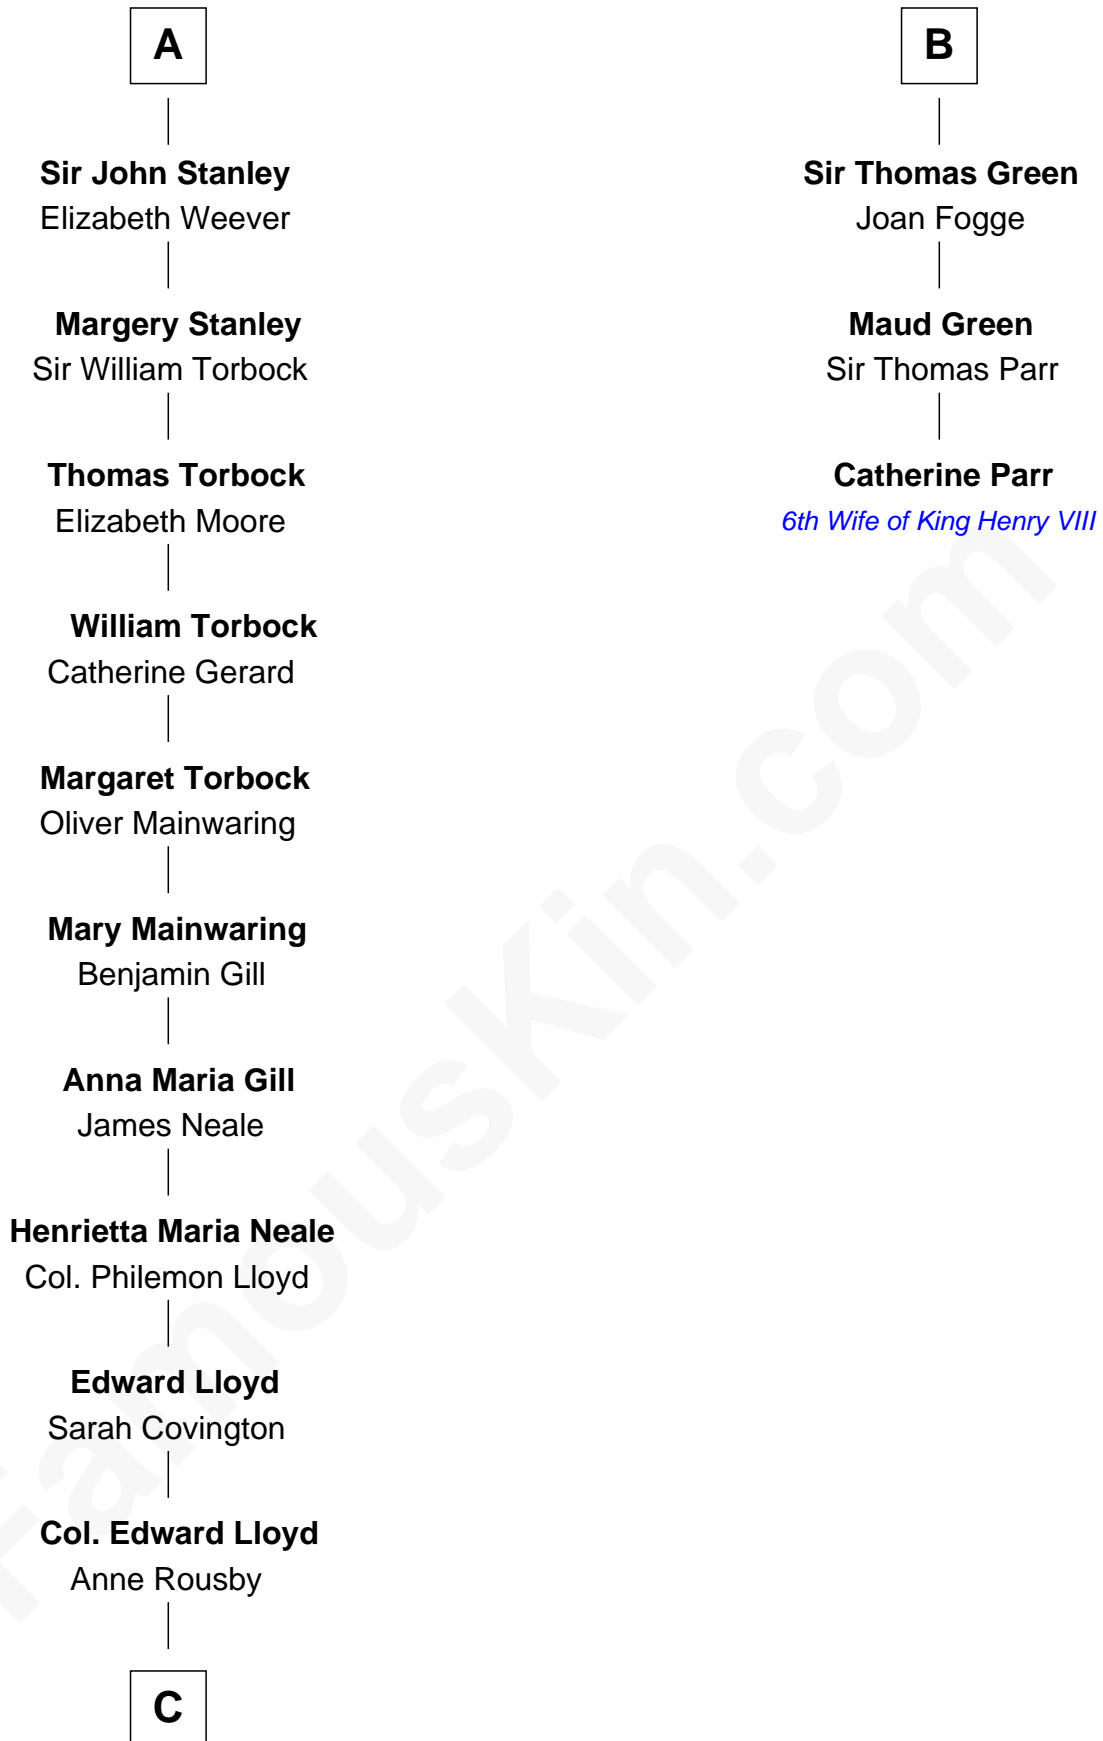 A
Sir John Stanley
Elizabeth Weever
Margery Stanley
Sir William Torbock
Thomas Torbock
Elizabeth Moore
William Torbock
Catherine Gerard
Margaret Torbock
Oliver Mainwaring
Mary Mainwaring
Benjamin Gill
Anna Maria Gill
James Neale
Henrietta Maria Neale
Col. Philemon Lloyd
Edward Lloyd
Sarah Covington
Col. Edward Lloyd
Anne Rousby
C
B
Sir Thomas Green
Joan Fogge
Maud Green
Sir Thomas Parr
Catherine Parr
6th Wife of King Henry VIII
FamousKin.com